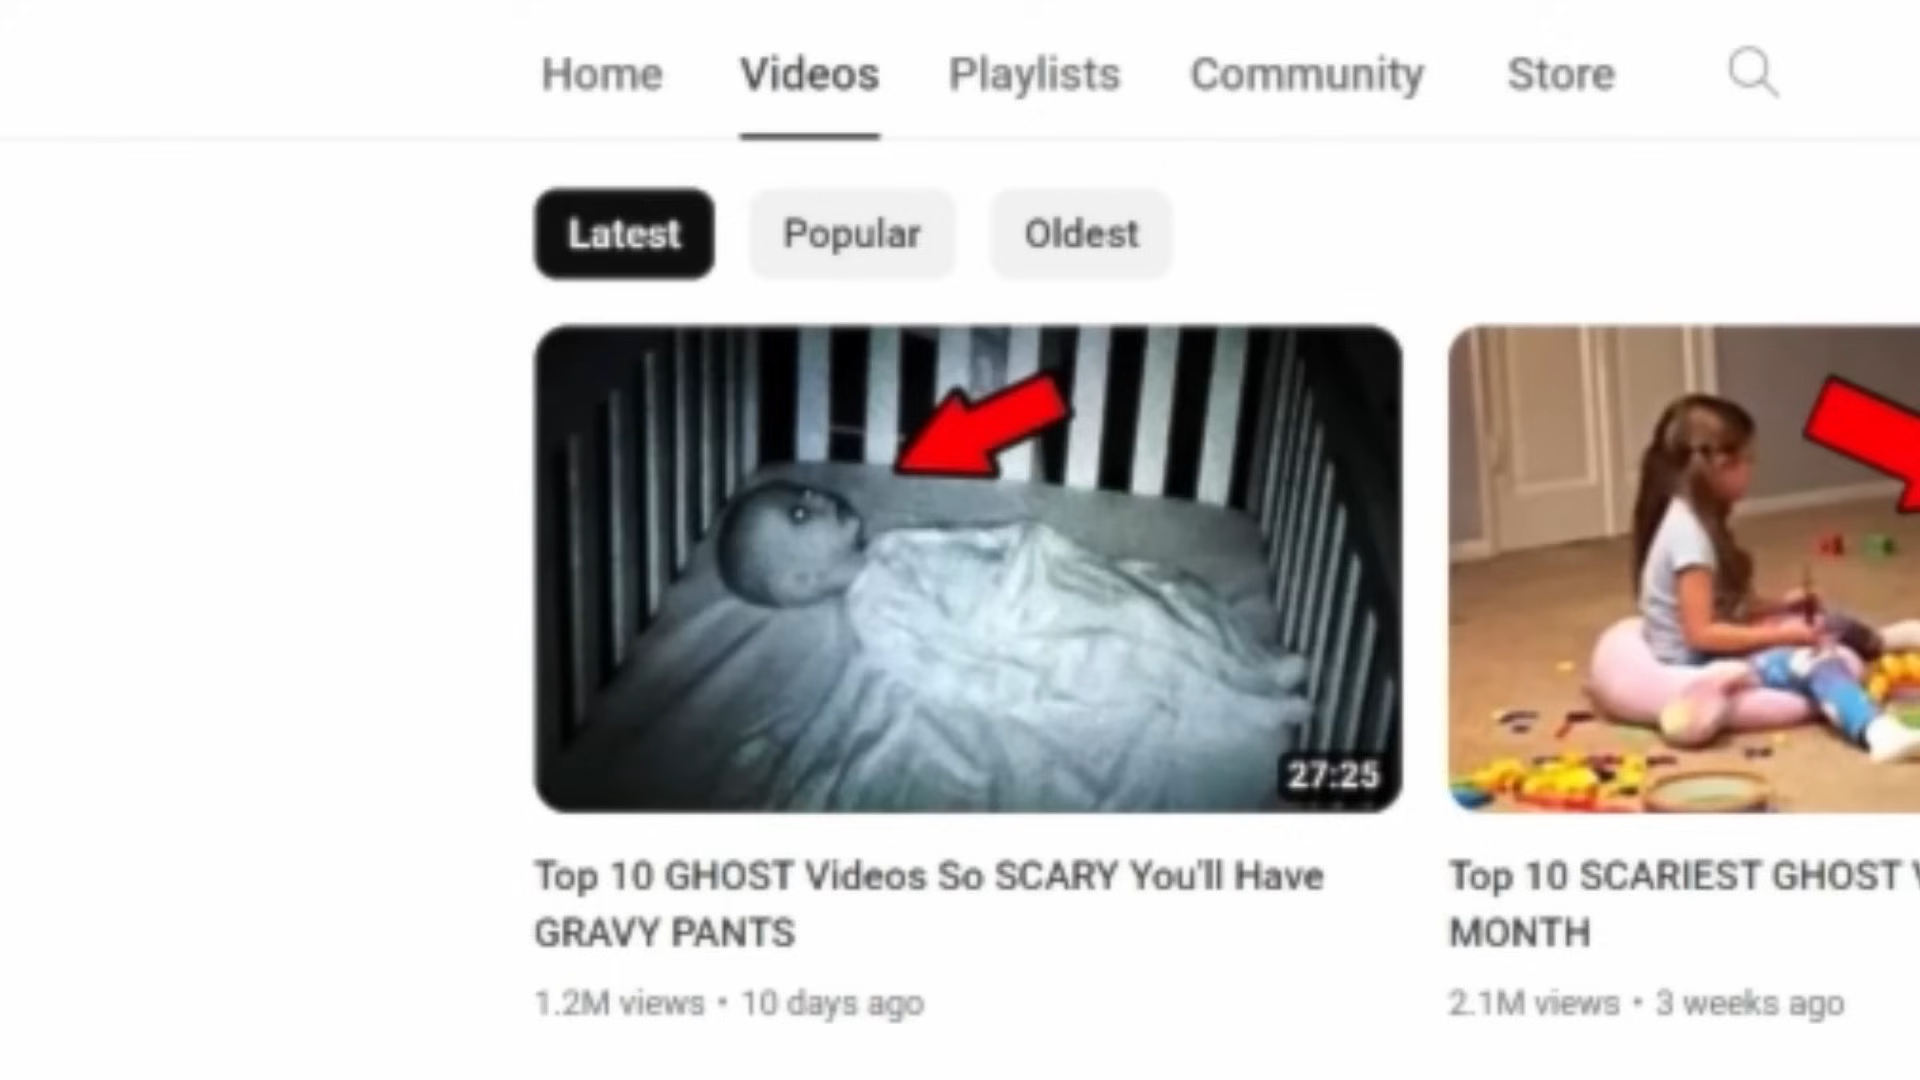 Home Videos Playlists Community Store
Latest Popular Oldest
27:25
Top 10 GHOST Videos So SCARY You'll Have
GRAVY PANTS
1.2M views • 10 days ago
Top 10 SCARIEST GHOST
MONTH
2.1M views • 3 weeks ago